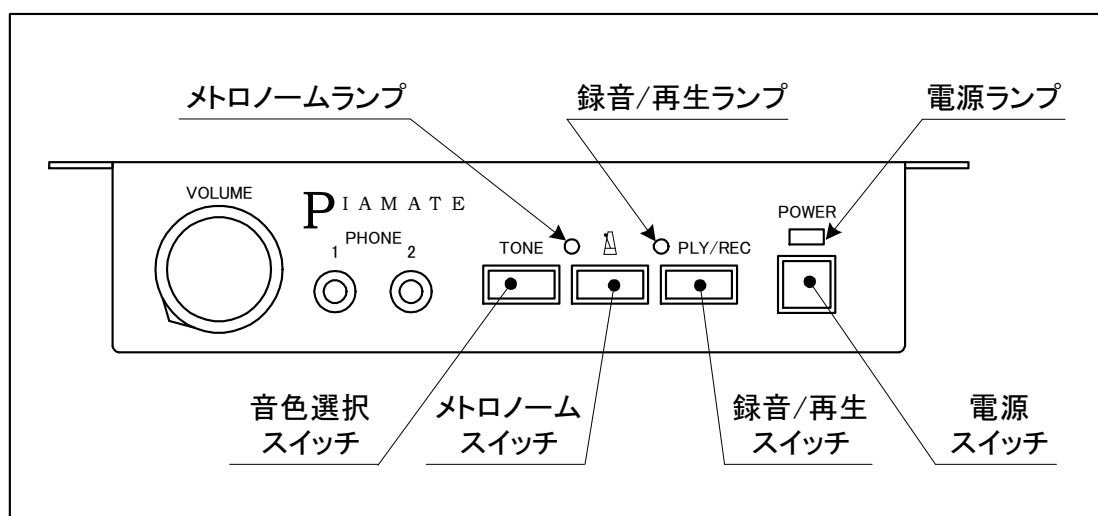 メトロノームランプ
録音/再生ランプ
電源ランプ
VOLUME
PIAMATE
PHONE
1
2
TONE
PLY/REC
POWER
音色選択
スイッチ
メトロノーム
スイッチ
録音/再生
スイッチ
電源
スイッチ